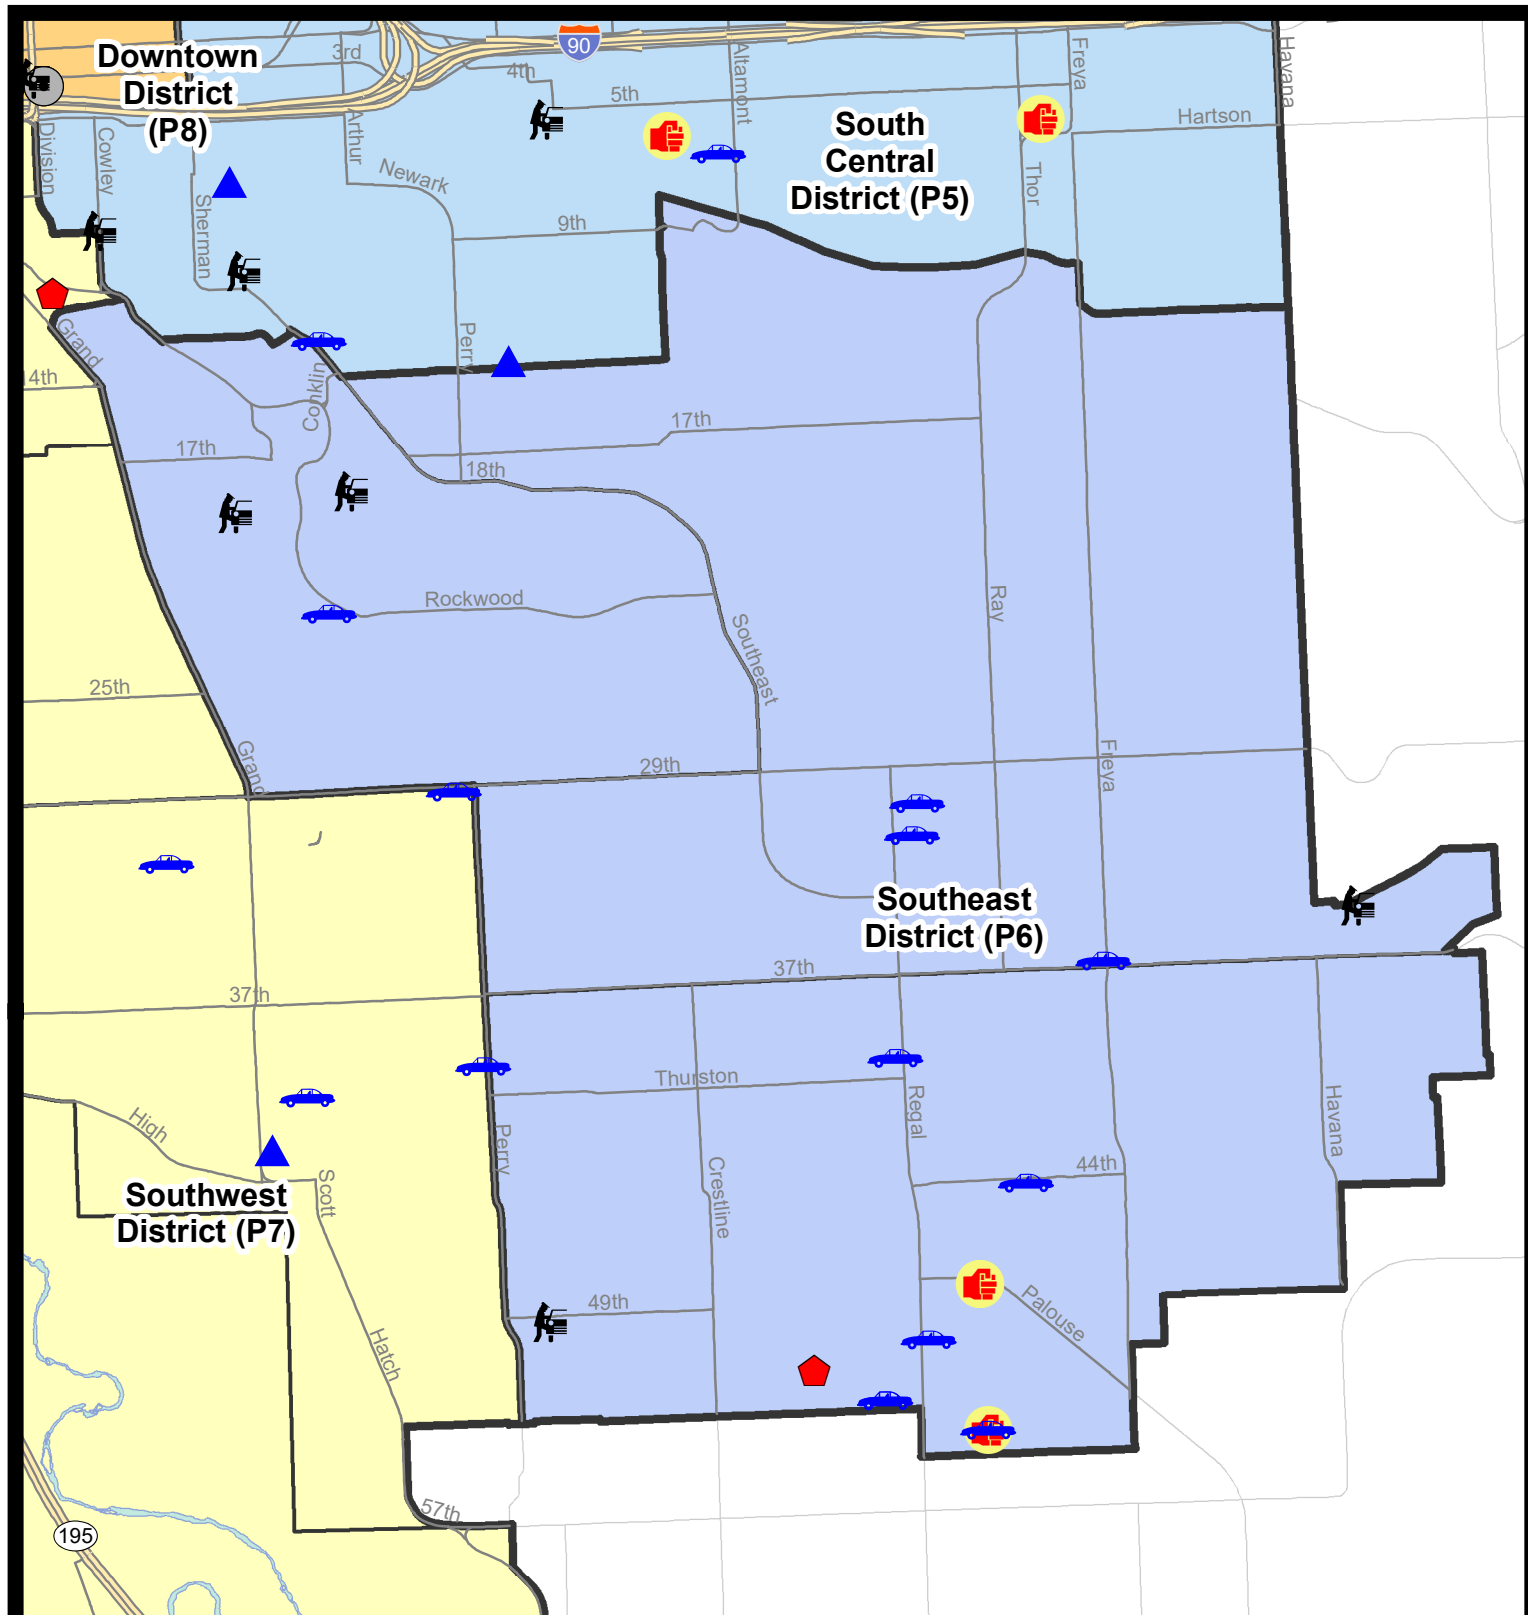 Downtown
District
(P8)
3rd
90
4th
5th
Altamont
Freya
Havana
Hartson
South
Central
District (P5)
Division
Cowley
Arthur
Newark
Sherman
Thor
9th
Grand
14th
Perry
Conklin
17th
17th
18th
Rockwood
Ray
Southeast
25th
Grand
29th
Freya
Southeast
District (P6)
37th
37th
Thurston
Regal
Havana
High
Perry
Scott
Crestline
44th
Southwest
District (P7)
49th
Palouse
Hatch
57th
195